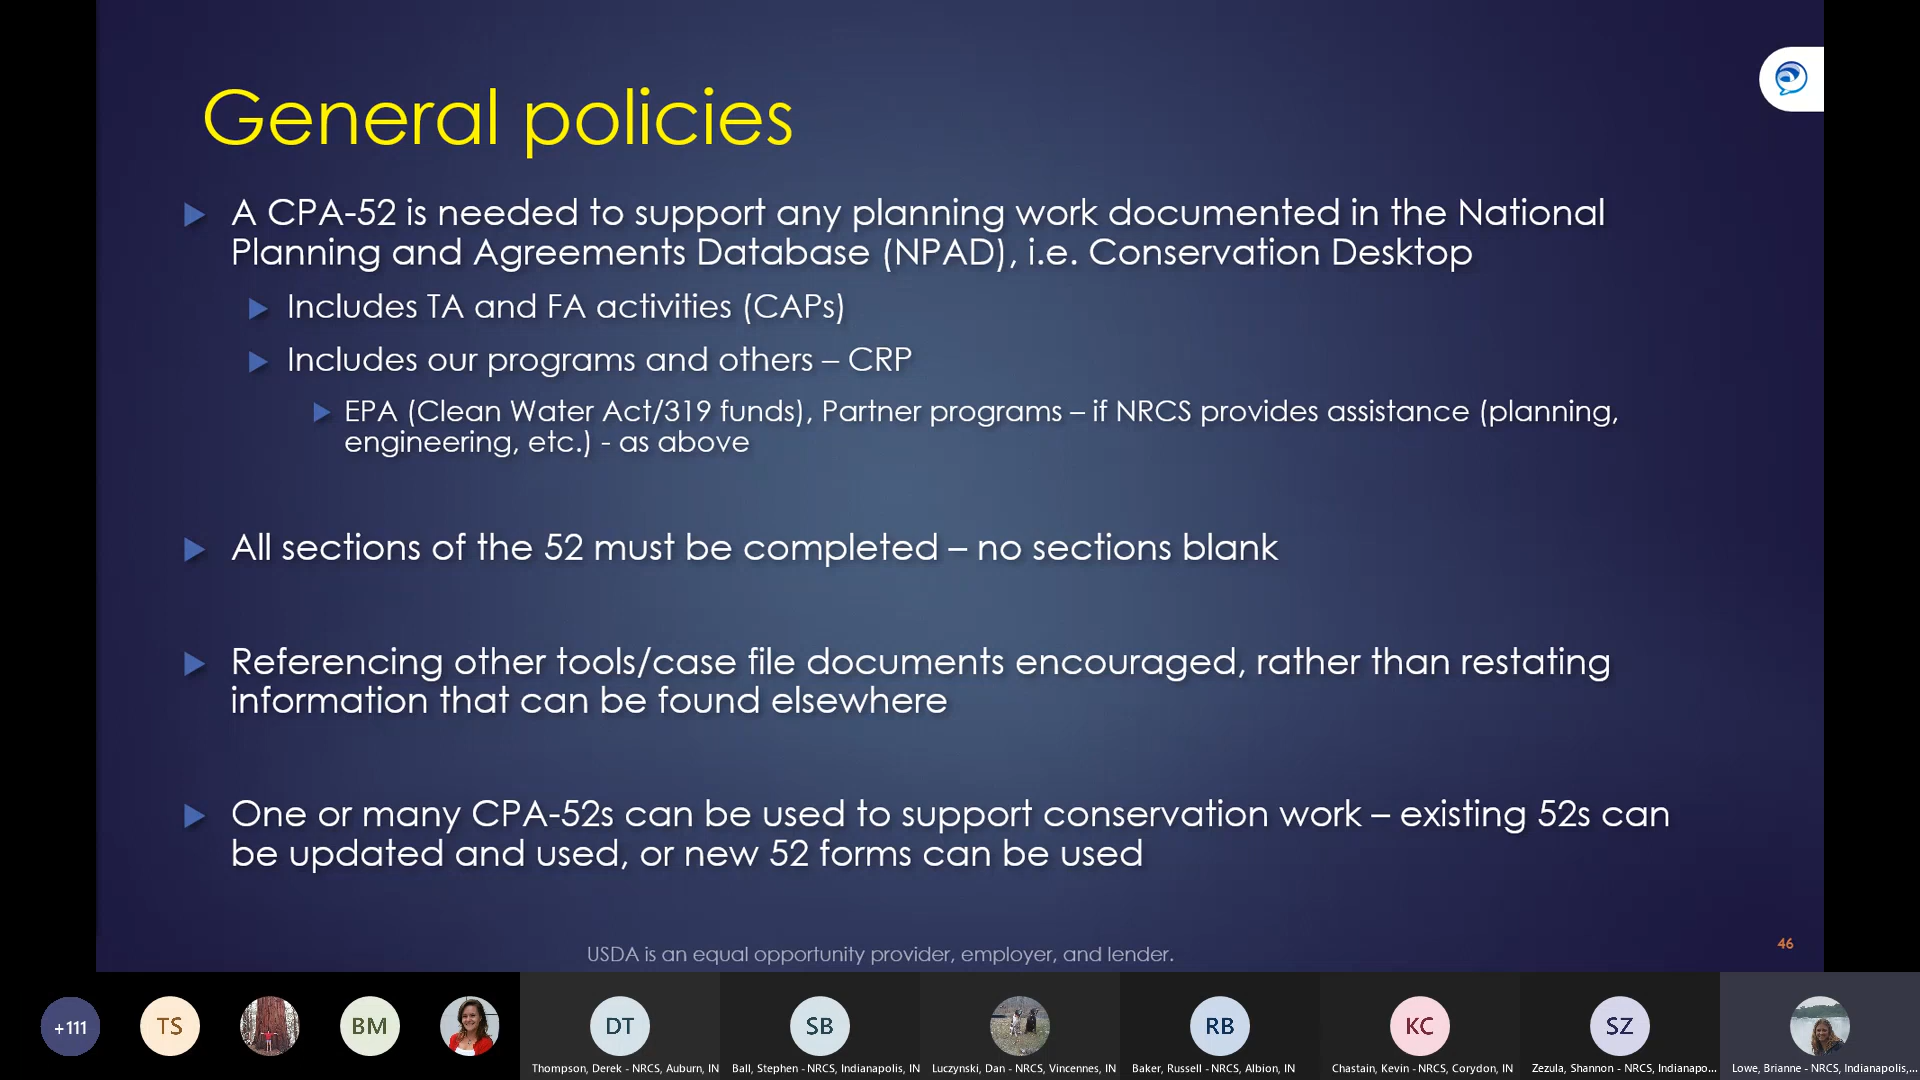 General policies
A CPA-52 is needed to support any planning work documented in the National
Planning and Agreements Database (NPAD), i.e. Conservation Desktop
Includes TA and FA activities (CAPs)
Includes our programs and others – CRP
EPA (Clean Water Act/319 funds), Partner programs – if NRCS provides assistance (planning,
engineering, etc.) - as above
All sections of the 52 must be completed – no sections blank
Referencing other tools/case file documents encouraged, rather than restating
information that can be found elsewhere
One or many CPA-52s can be used to support conservation work – existing 52s can
be updated and used, or new 52 forms can be used
USDA is an equal opportunity provider, employer, and lender.
46
+111
TS
BM
DT
SB
RB
KC
SZ
Thompson, Derek - NRCS, Auburn, IN
Ball, Stephen - NRCS, Indianapolis, IN
Luczynski, Dan - NRCS, Vincennes, IN
Baker, Russell - NRCS, Albion, IN
Chastain, Kevin - NRCS, Corydon, IN
Zezula, Shannon - NRCS, Indianapo...
Lowe, Brianne - NRCS, Indianapolis,...